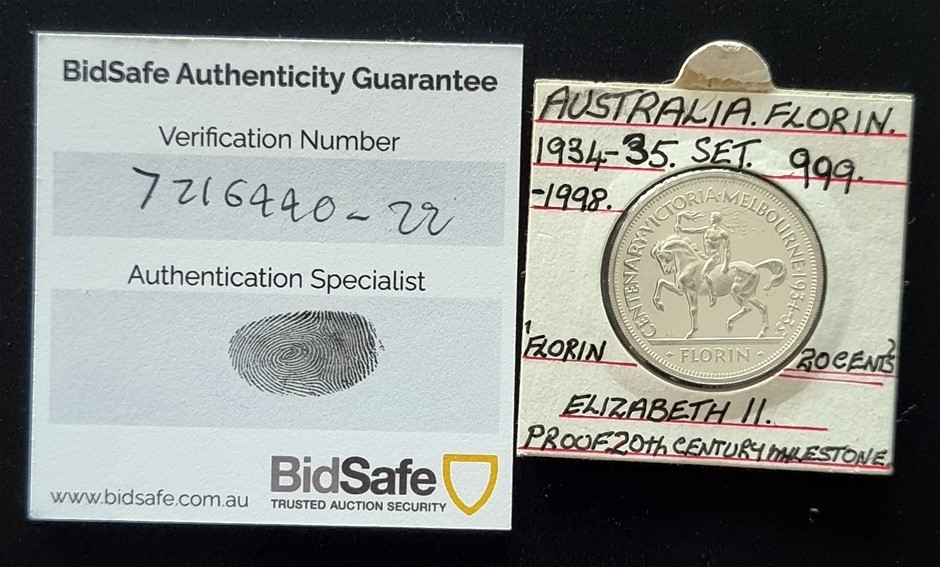 BidSafe Authenticity Guarantee
Verification Number
7216440-22
Authentication Specialist
www.bidsafe.com.au
BidSafe
TRUSTED AUCTION SECURITY
AUSTRALIA. FLORIN.
1934-35. SET. 999.
-1998.
CENTENARY·VICTORIA·MELBOURNE·1934-35
FLORIN
'FLORIN
20 CENTS'
ELIZABETH II.
PROOF. 20th CENTURY MILESTONE.